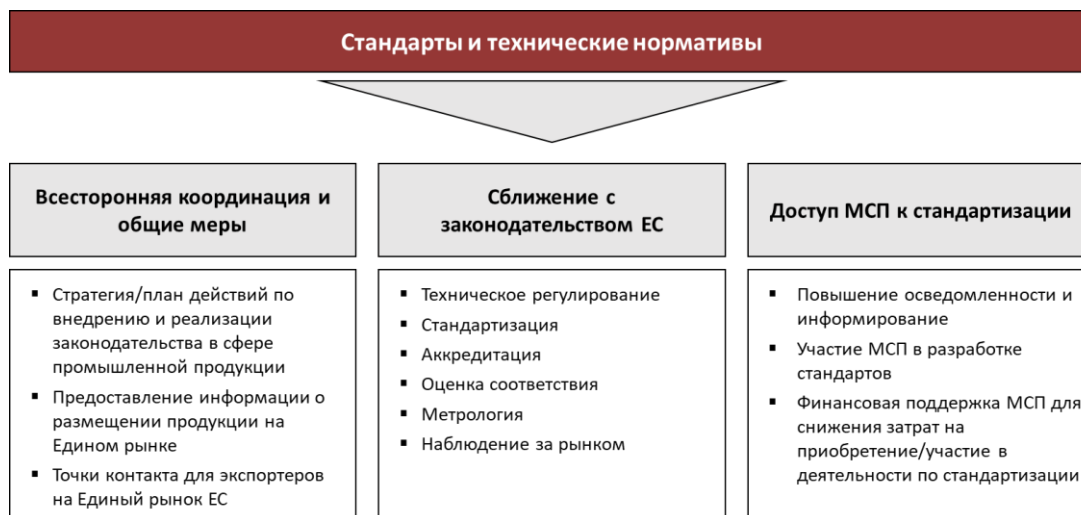 Стандарты и технические нормативы
Всесторонняя координация и
общие меры
▪ Стратегия/план действий по
внедрению и реализации
законодательства в сфере
промышленной продукции
▪ Предоставление информации о
размещении продукции на
Едином рынке
▪ Точки контакта для экспортеров
на Единый рынок ЕС
Сближение с
законодательством ЕС
▪ Техническое регулирование
▪ Стандартизация
▪ Аккредитация
▪ Оценка соответствия
▪ Метрология
▪ Наблюдение за рынком
Доступ МСП к стандартизации
▪ Повышение осведомленности и
информирование
▪ Участие МСП в разработке
стандартов
▪ Финансовая поддержка МСП для
снижения затрат на
приобретение/участие в
деятельности по стандартизации